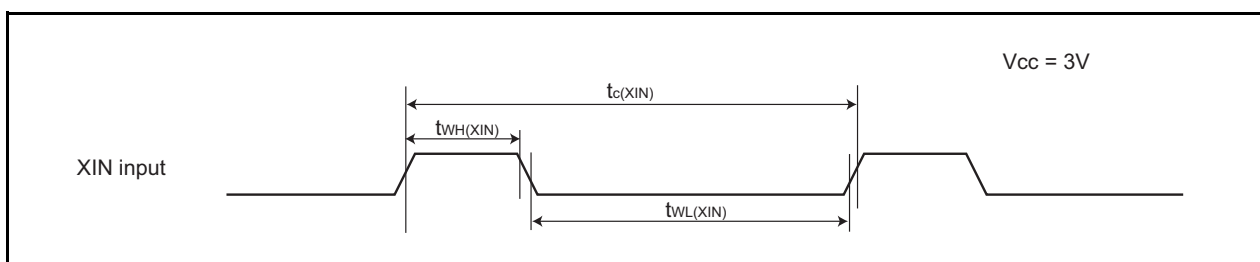 Vcc = 3V
tc(XIN)
tWH(XIN)
XIN input
tWL(XIN)